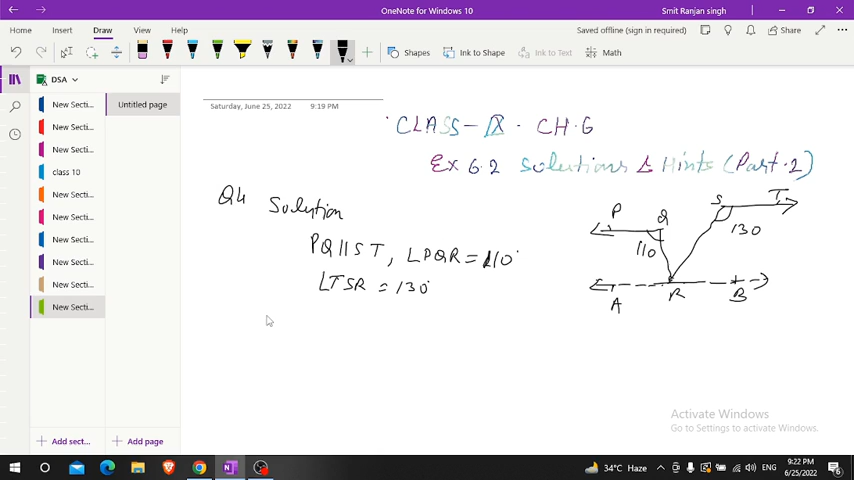 OneNote for Windows 10
Smit Ranjan singh
Home Insert Draw View Help
Saved offline (sign in required)
Share
Shapes
Ink to Shape
Ink to Text
Math
DSA
New Secti...
New Secti...
New Secti...
class 10
New Secti...
New Secti...
New Secti...
New Secti...
New Secti...
New Secti...
Add sect...
Untitled page
Add page
Saturday, June 25, 2022 9:19 PM
CLASS-IX. CH.6
Ex 6.2 Solutions & Hints (Part-2)
Q4 Solution
PQ||ST, LPQR = 110°
LTSR = 130°
P Q S T
110 130
A R B
Activate Windows
Go to Settings to activate Windows.
34°C Haze
ENG
9:22 PM
6/25/2022
6